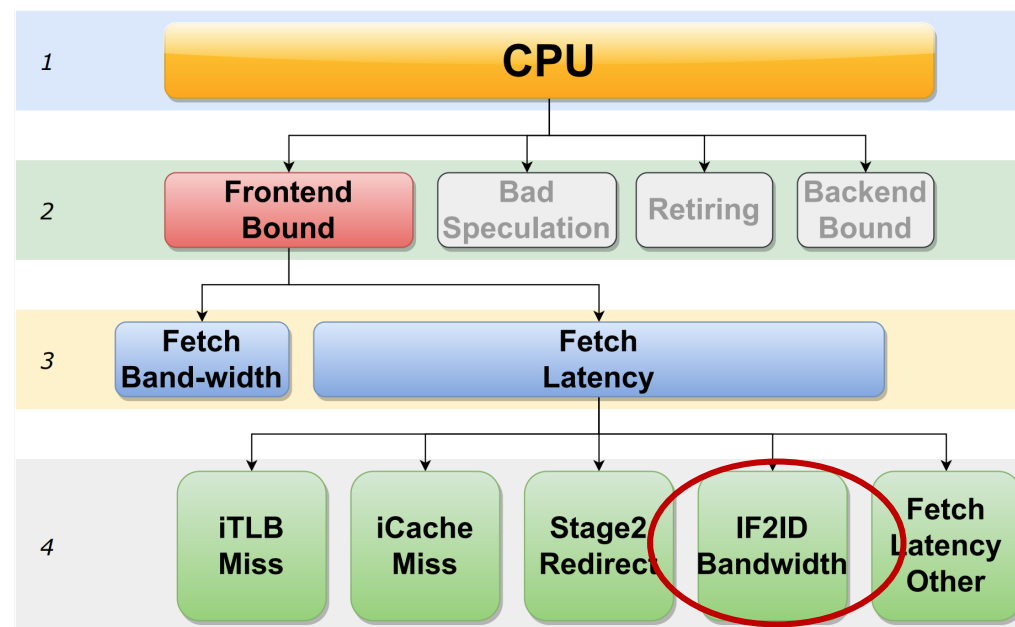 1
CPU
2
Frontend
Bound
Bad
Speculation
Retiring
Backend
Bound
3
Fetch
Band-width
Fetch
Latency
4
iTLB
Miss
iCache
Miss
Stage2
Redirect
IF2ID
Bandwidth
Fetch
Latency
Other